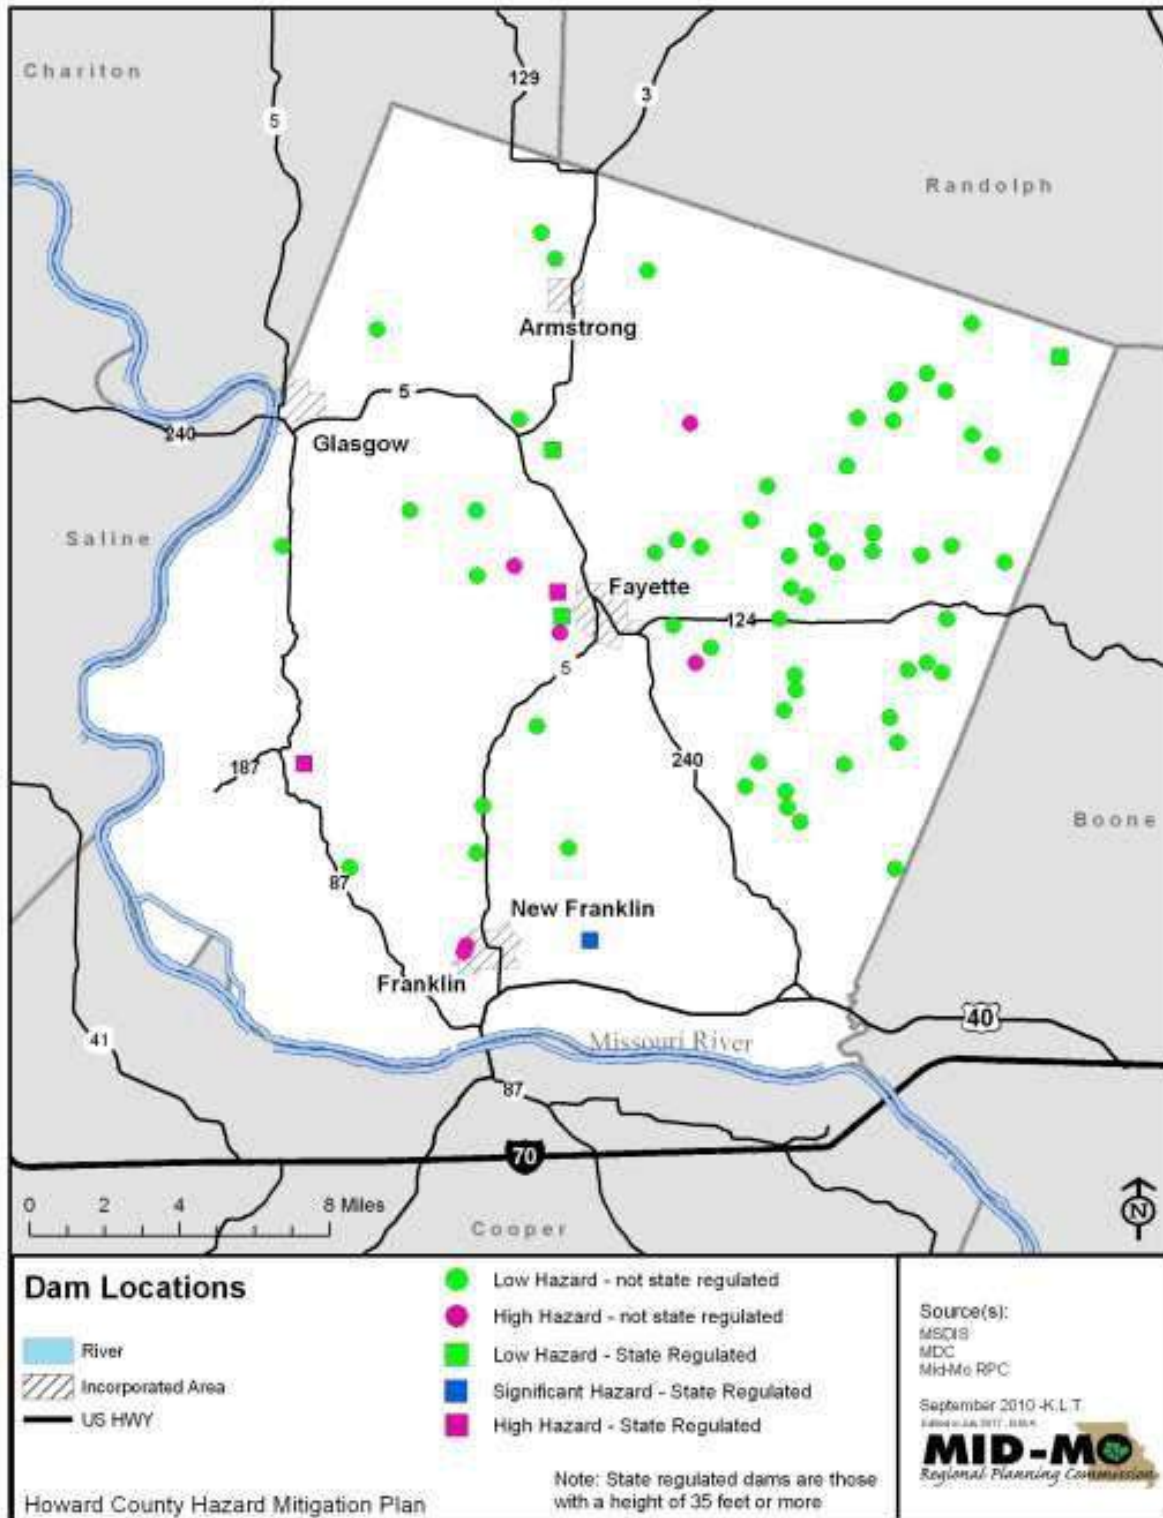 Chariton
129
3
5
Randolph
Armstrong
5
240
Glasgow
Saline
Fayette
124
5
187
240
Boone
87
New Franklin
Franklin
40
41
Missouri River
87
70
0 2 4 8 Miles
N
Cooper
Dam Locations
River
Incorporated Area
US HWY
Low Hazard - not state regulated
High Hazard - not state regulated
Low Hazard - State Regulated
Significant Hazard - State Regulated
High Hazard - State Regulated
Note: State regulated dams are those
with a height of 35 feet or more
Howard County Hazard Mitigation Plan
Source(s):
MSDIS
MDC
Mid-Mo RPC
September 2010 -K.L.T.
MID-MO
Regional Planning Commission